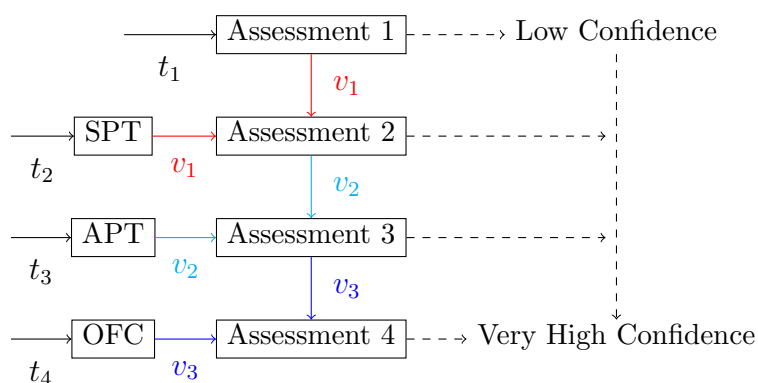 Assessment 1 Low Confidence
t₁
v₁
SPT Assessment 2
t₂ v₁
v₂
APT Assessment 3
t₃ v₂
v₃
OFC Assessment 4 Very High Confidence
t₄ v₃